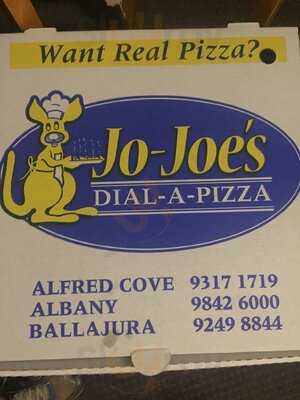 Want Real Pizza?
Jo-Joe's
DIAL-A-PIZZA
ALFRED COVE 9317 1719
ALBANY 9842 6000
BALLAJURA 9249 8844